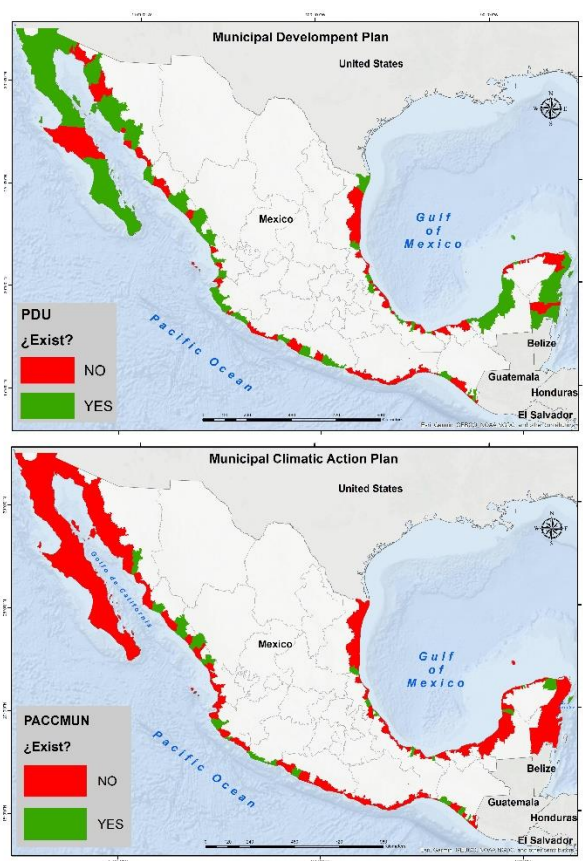 Municipal Developmpent Plan
United States
Mexico
Gulf
of
Mexico
Pacific Ocean
Belize
Guatemala
Honduras
El Salvador
PDU
¿Exist?
NO
YES
Municipal Climatic Action Plan
United States
Golfo de California
Mexico
Gulf
of
Mexico
Pacific Ocean
Belize
Guatemala
Honduras
El Salvador
PACCMUN
¿Exist?
NO
YES